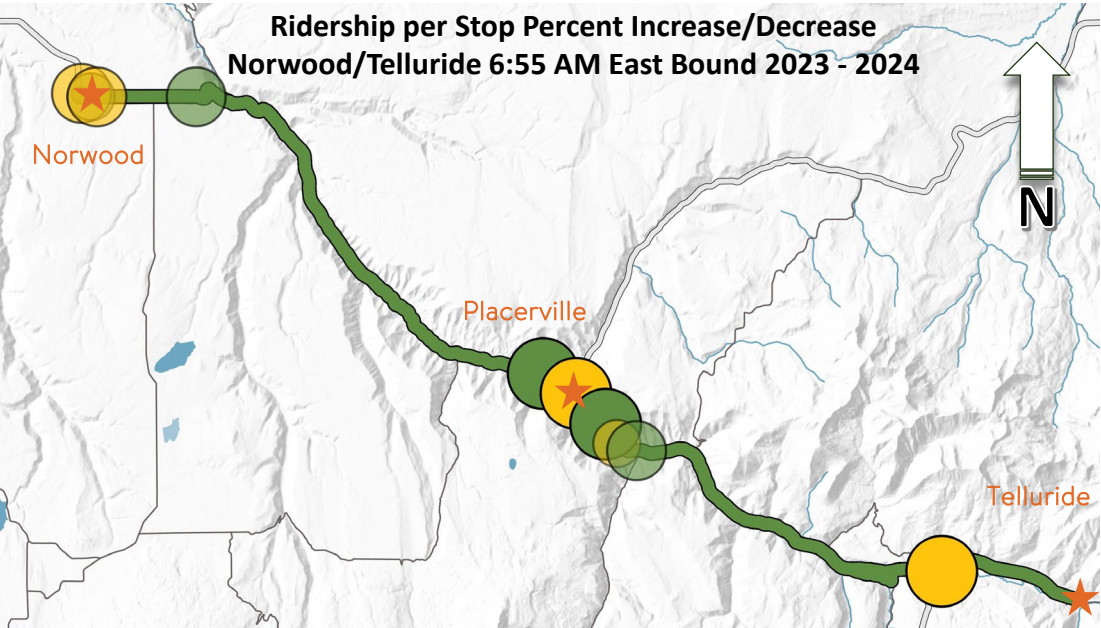 Ridership per Stop Percent Increase/Decrease
Norwood/Telluride 6:55 AM East Bound 2023 - 2024
N
Norwood
Placerville
Telluride